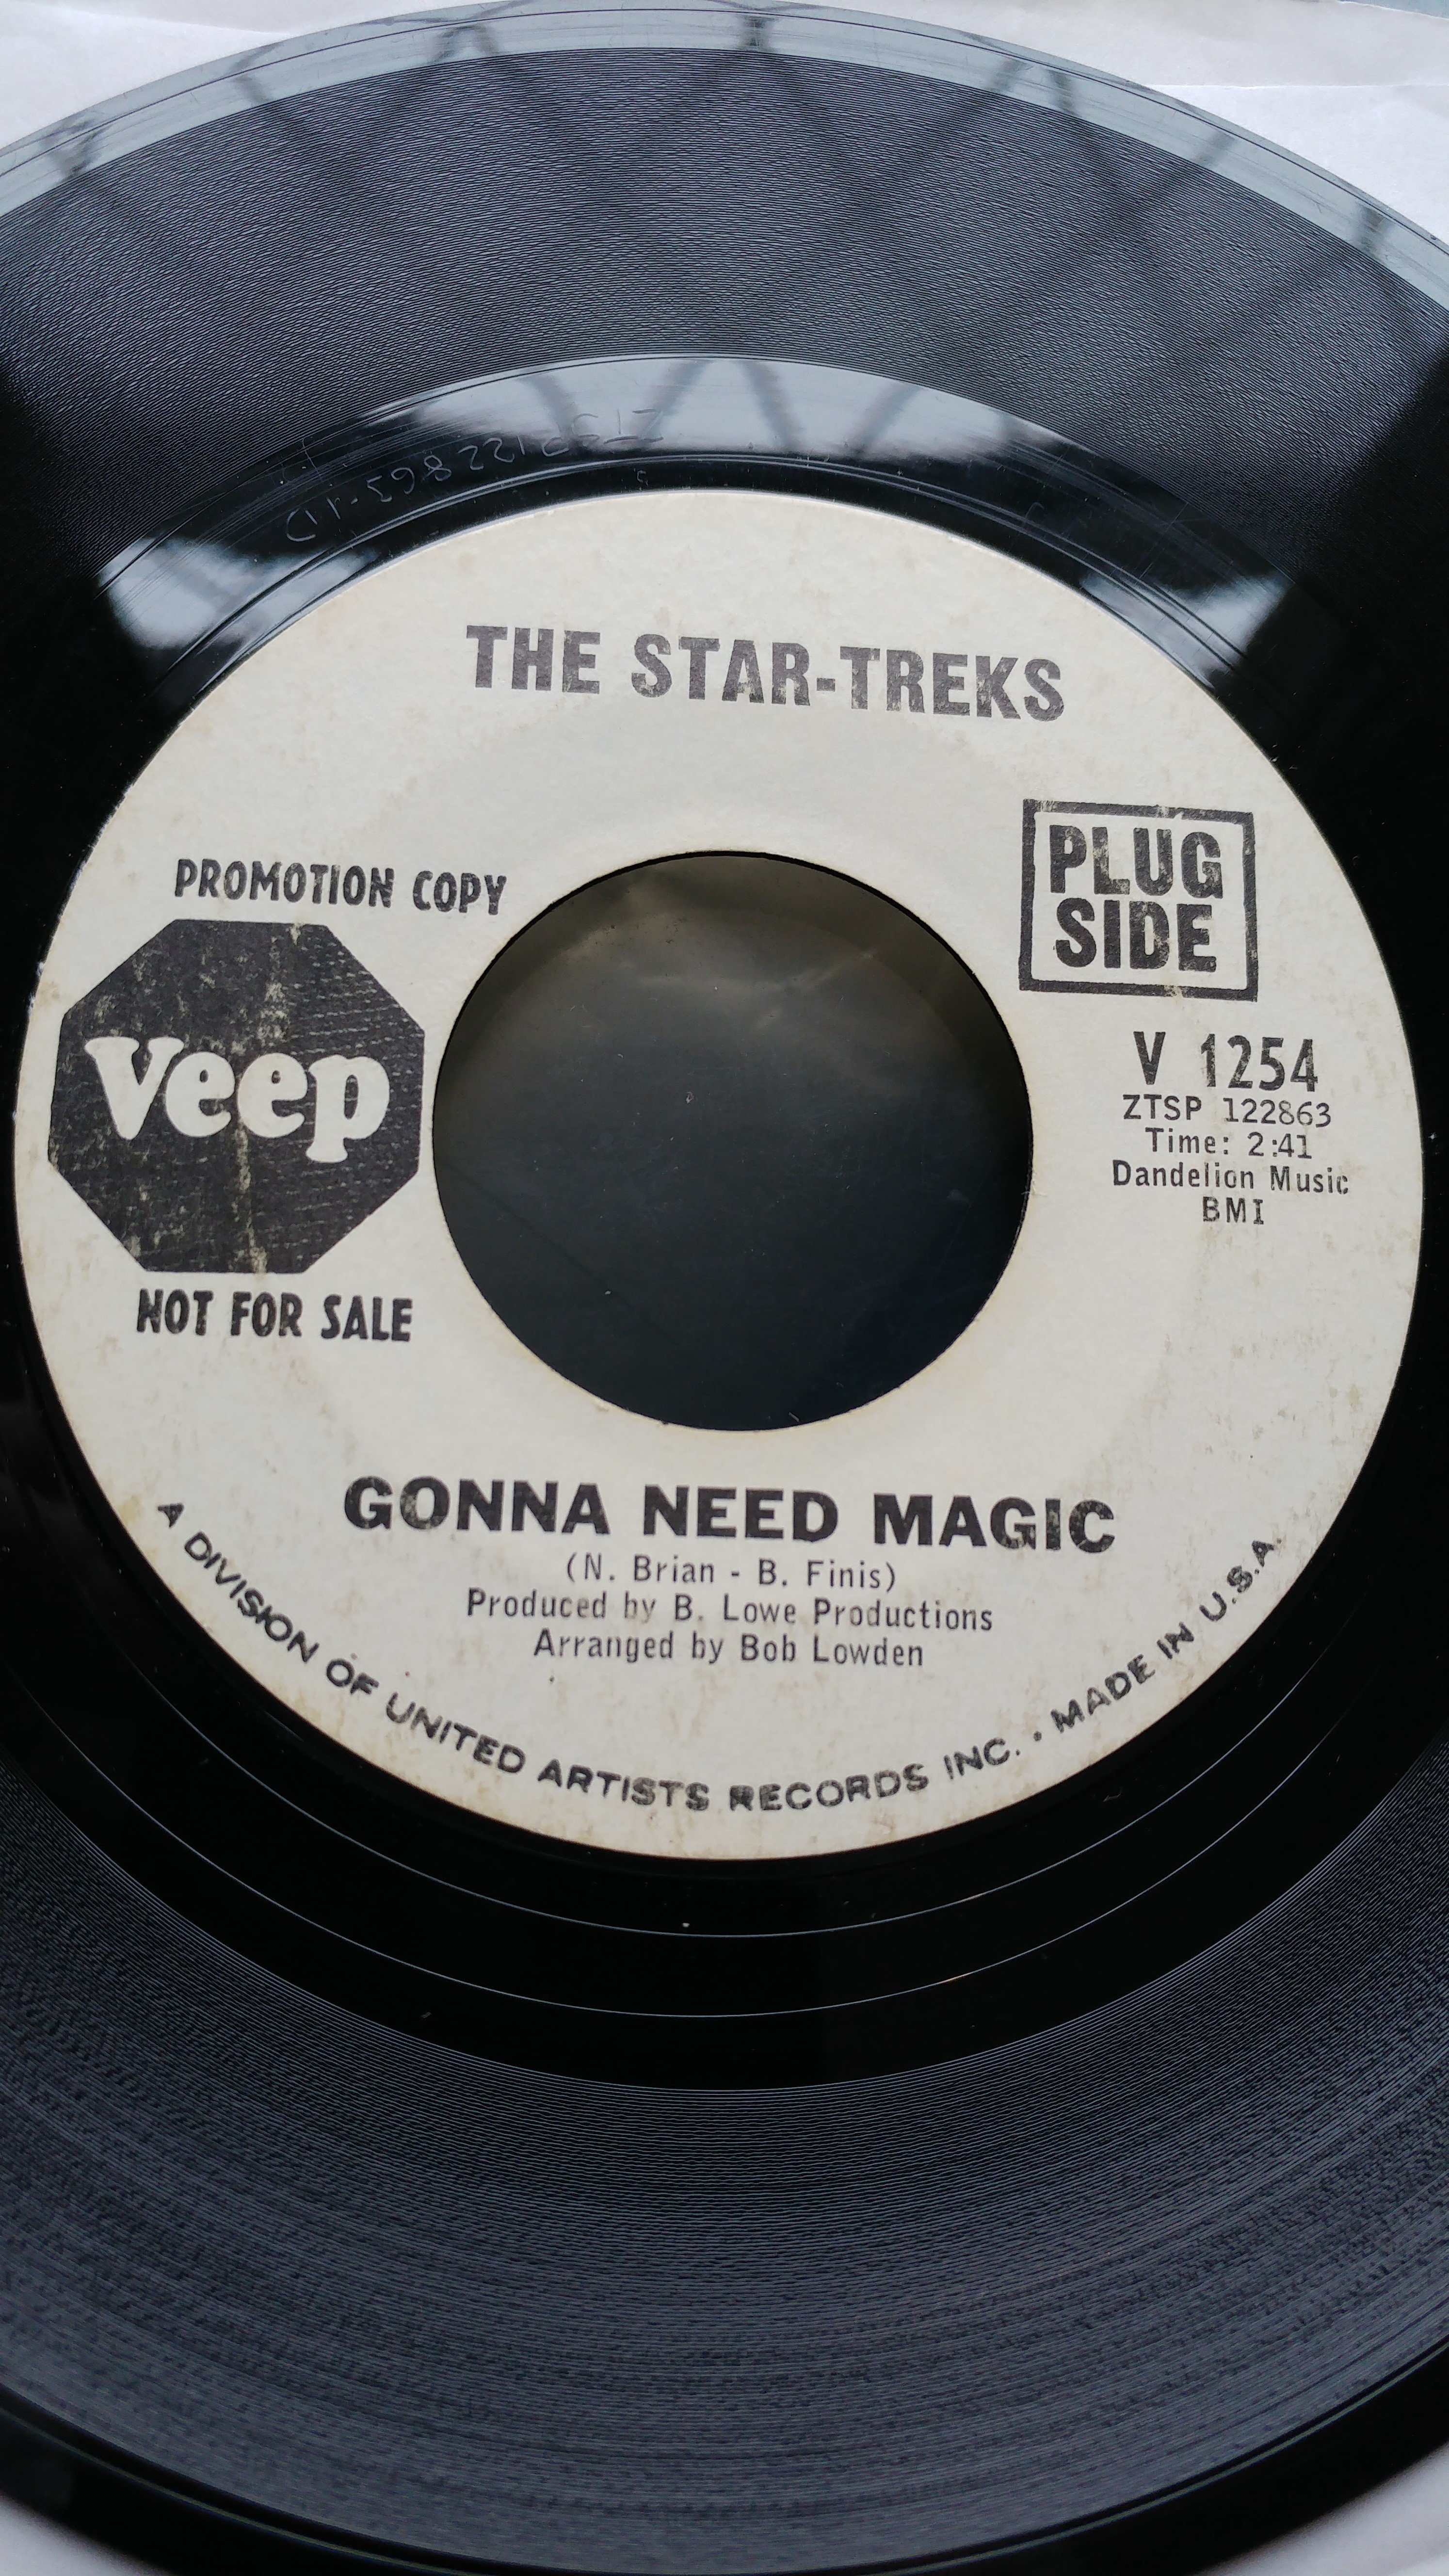 THE STAR-TREKS
PROMOTION COPY
Veep
NOT FOR SALE
PLUG
SIDE
V 1254
ZTSP 122863
Time: 2:41
Dandelion Music
BMI
GONNA NEED MAGIC
(N. Brian - B. Finis)
Produced by B. Lowe Productions
Arranged by Bob Lowden
A DIVISION OF UNITED ARTISTS RECORDS INC. • MADE IN U.S.A.
ZTSP122863-1D